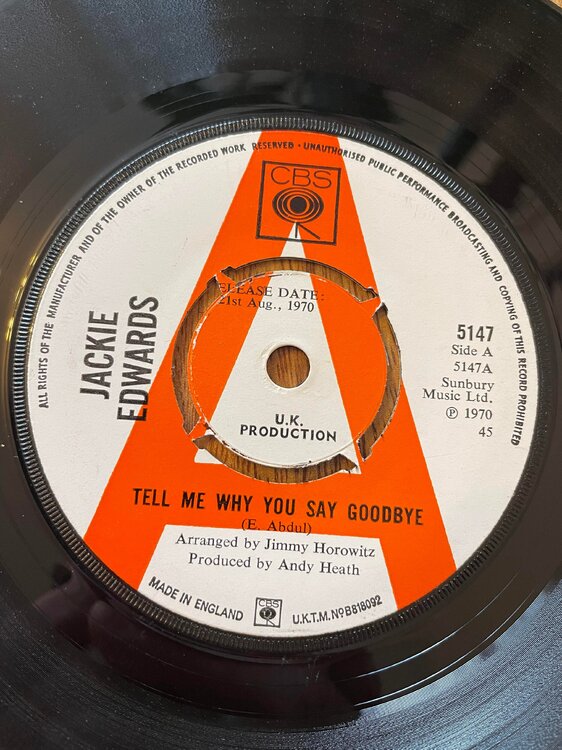 ALL RIGHTS OF THE MANUFACTURER AND OF THE OWNER OF THE RECORDED WORK RESERVED • UNAUTHORISED PUBLIC PERFORMANCE BROADCASTING AND COPYING OF THIS RECORD PROHIBITED
CBS
RELEASE DATE:
21st Aug., 1970
JACKIE
EDWARDS
5147
Side A
5147A
Sunbury
Music Ltd.
℗ 1970
45
U.K.
PRODUCTION
A
TELL ME WHY YOU SAY GOODBYE
(E. Abdul)
Arranged by Jimmy Horowitz
Produced by Andy Heath
MADE IN ENGLAND
CBS
U.K.T.M. Nº B818092